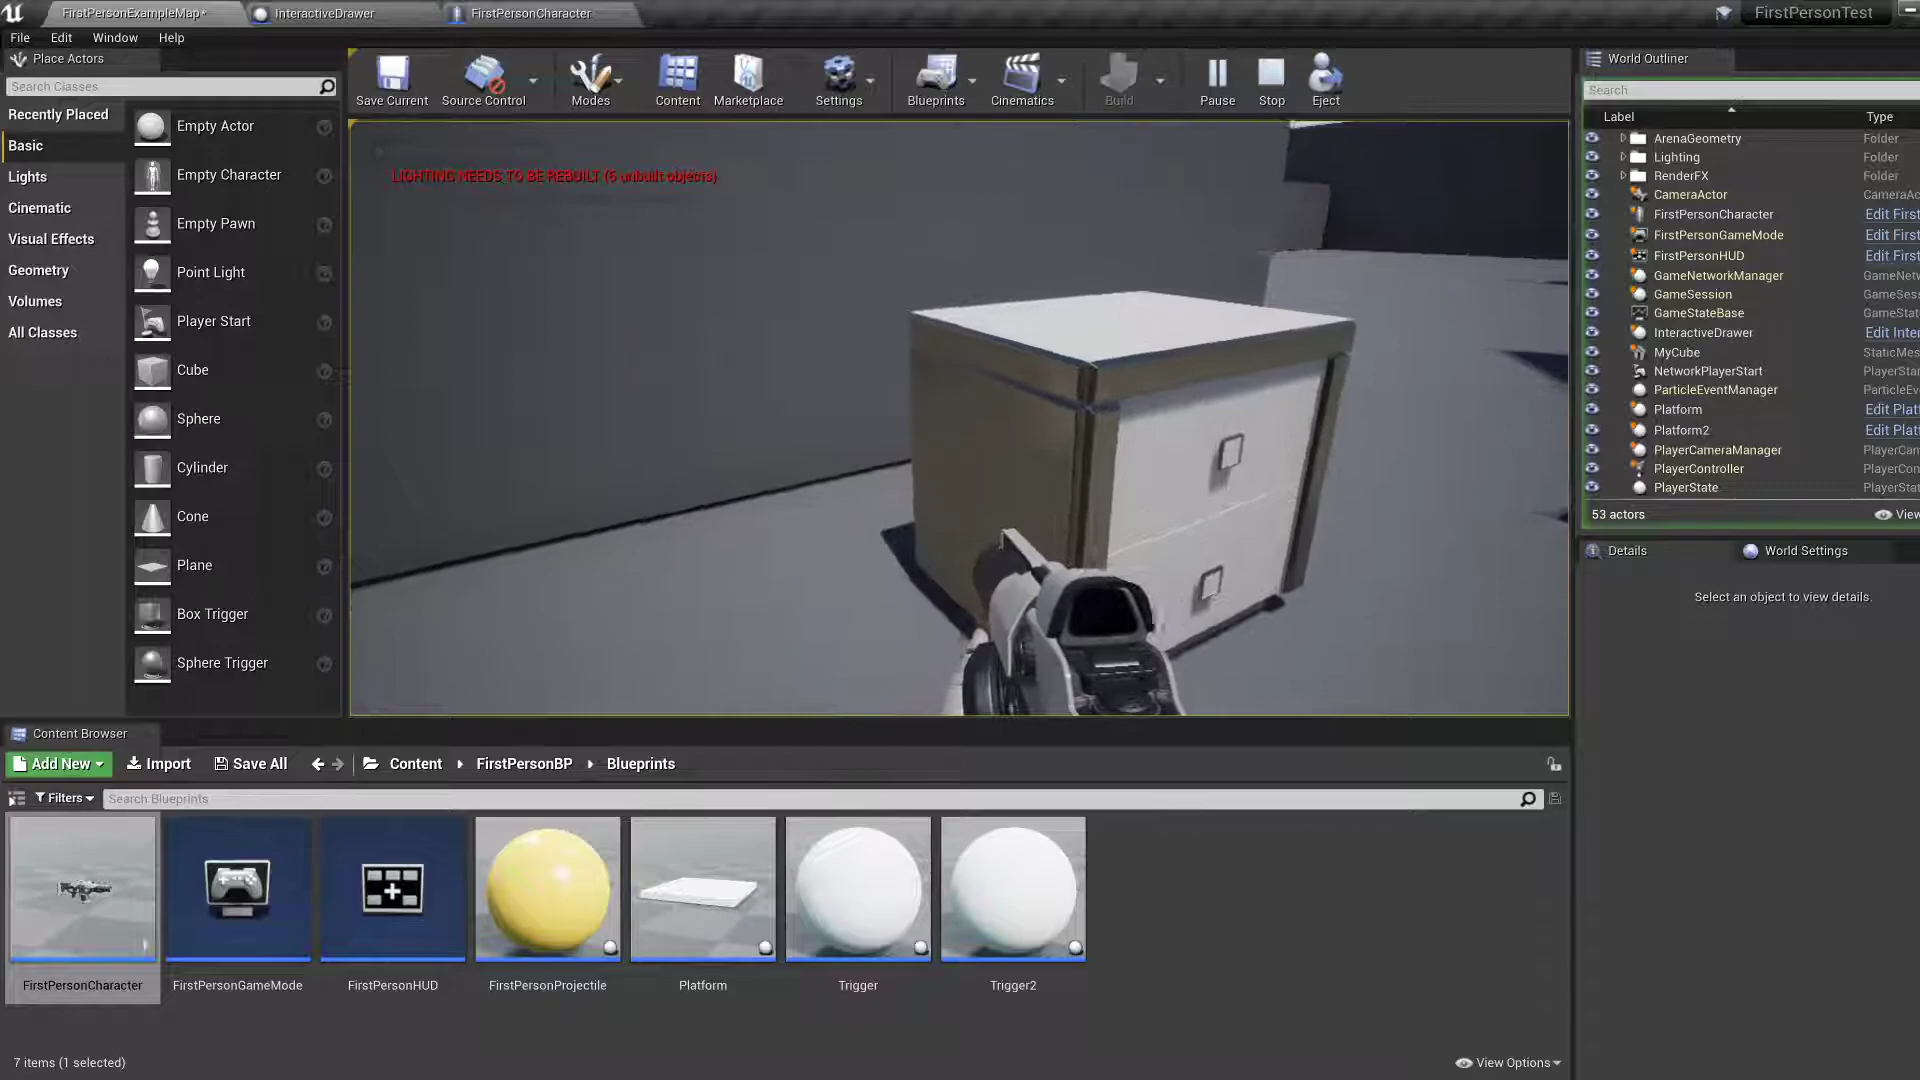 FirstPersonExampleMap*
InteractiveDrawer
FirstPersonCharacter
FirstPersonTest
File Edit Window Help
Place Actors
Search Classes
Recently Placed
Basic
Lights
Cinematic
Visual Effects
Geometry
Volumes
All Classes
Empty Actor
Empty Character
Empty Pawn
Point Light
Player Start
Cube
Sphere
Cylinder
Cone
Plane
Box Trigger
Sphere Trigger
Save Current
Source Control
Modes
Content
Marketplace
Settings
Blueprints
Cinematics
Build
Pause
Stop
Eject
LIGHTING NEEDS TO BE REBUILT (5 unbuilt objects)
World Outliner
Search
Label Type
ArenaGeometry Folder
Lighting Folder
RenderFX Folder
CameraActor CameraAc
FirstPersonCharacter Edit First
FirstPersonGameMode Edit First
FirstPersonHUD Edit First
GameNetworkManager GameNetw
GameSession GameSess
GameStateBase GameStat
InteractiveDrawer Edit Inter
MyCube StaticMes
NetworkPlayerStart PlayerStar
ParticleEventManager ParticleEv
Platform Edit Platf
Platform2 Edit Platf
PlayerCameraManager PlayerCam
PlayerController PlayerCon
PlayerState PlayerStat
53 actors
View
Details
World Settings
Select an object to view details.
Content Browser
Add New
Import
Save All
Content
FirstPersonBP
Blueprints
Filters
Search Blueprints
FirstPersonCharacter
FirstPersonGameMode
FirstPersonHUD
FirstPersonProjectile
Platform
Trigger
Trigger2
7 items (1 selected)
View Options